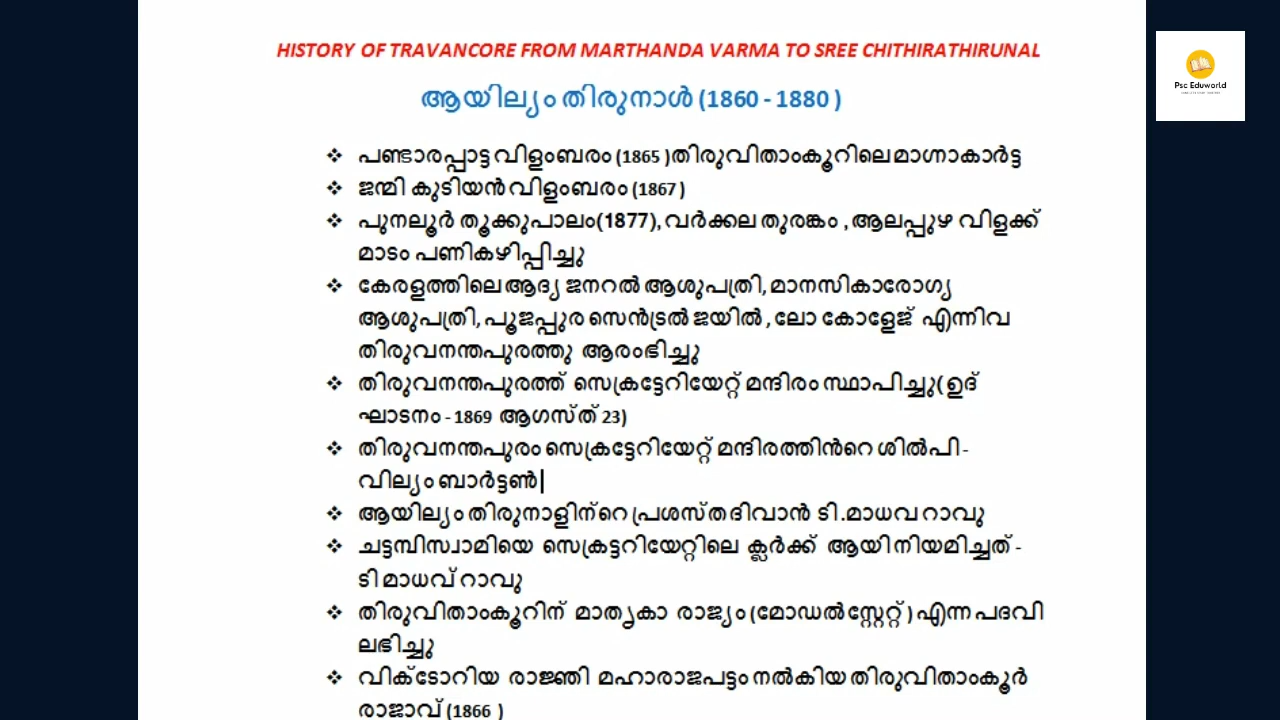 HISTORY OF TRAVANCORE FROM MARTHANDA VARMA TO SREE CHITHIRATHIRUNAL
Psc Eduworld
ആയില്യം തിരുനാൾ (1860 - 1880 )
❖ പണ്ടാരപ്പാട്ട വിളംബരം (1865 )തിരുവിതാംകൂറിലെ മാഗ്നാകാർട്ട
❖ ജന്മി കുടിയൻ വിളംബരം (1867 )
❖ പുനലൂർ തൂക്കുപാലം(1877), വർക്കല തുരങ്കം ,ആലപ്പുഴ വിളക്ക്
മാടം പണികഴിപ്പിച്ചു
❖ കേരളത്തിലെ ആദ്യ ജനറൽ ആശുപത്രി, മാനസികാരോഗ്യ
ആശുപത്രി, പൂജപ്പുര സെൻട്രൽ ജയിൽ , ലോ കോളേജ് എന്നിവ
തിരുവനന്തപുരത്തു ആരംഭിച്ചു
❖ തിരുവനന്തപുരത്ത് സെക്രട്ടേറിയേറ്റ് മന്ദിരം സ്ഥാപിച്ചു( ഉദ്
ഘാടനം - 1869 ആഗസ്ത് 23)
❖ തിരുവനന്തപുരം സെക്രട്ടേറിയേറ്റ് മന്ദിരത്തിൻറെ ശിൽപി -
വില്യം ബാർട്ടൺ
❖ ആയില്യം തിരുനാളിന്റെ പ്രശസ്ത ദിവാൻ ടി .മാധവ റാവു
❖ ചട്ടമ്പിസ്വാമിയെ സെക്രട്ടറിയേറ്റിലെ ക്ലർക്ക് ആയി നിയമിച്ചത് -
ടി മാധവ് റാവു
❖ തിരുവിതാംകൂറിന് മാതൃകാ രാജ്യം (മോഡൽ സ്റ്റേറ്റ് ) എന്ന പദവി
ലഭിച്ചു
❖ വിക്ടോറിയ രാജ്ഞി മഹാരാജപട്ടം നൽകിയ തിരുവിതാംകൂർ
രാജാവ് (1866 )